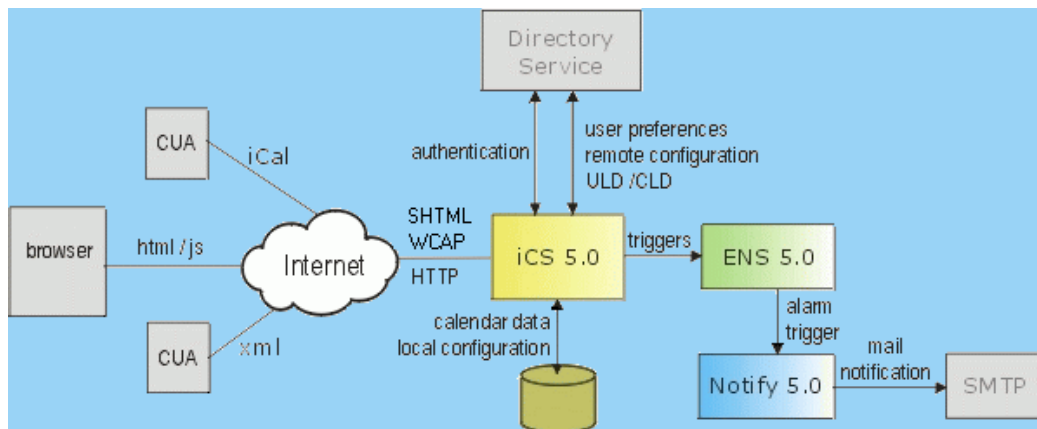 Directory
Service
CUA
iCal
authentication
user preferences
remote configuration
ULD /CLD
browser
html / js
Internet
SHTML
WCAP
HTTP
iCS 5.0
triggers
ENS 5.0
CUA
xml
calendar data
local configuration
alarm
trigger
Notify 5.0
mail
notification
SMTP